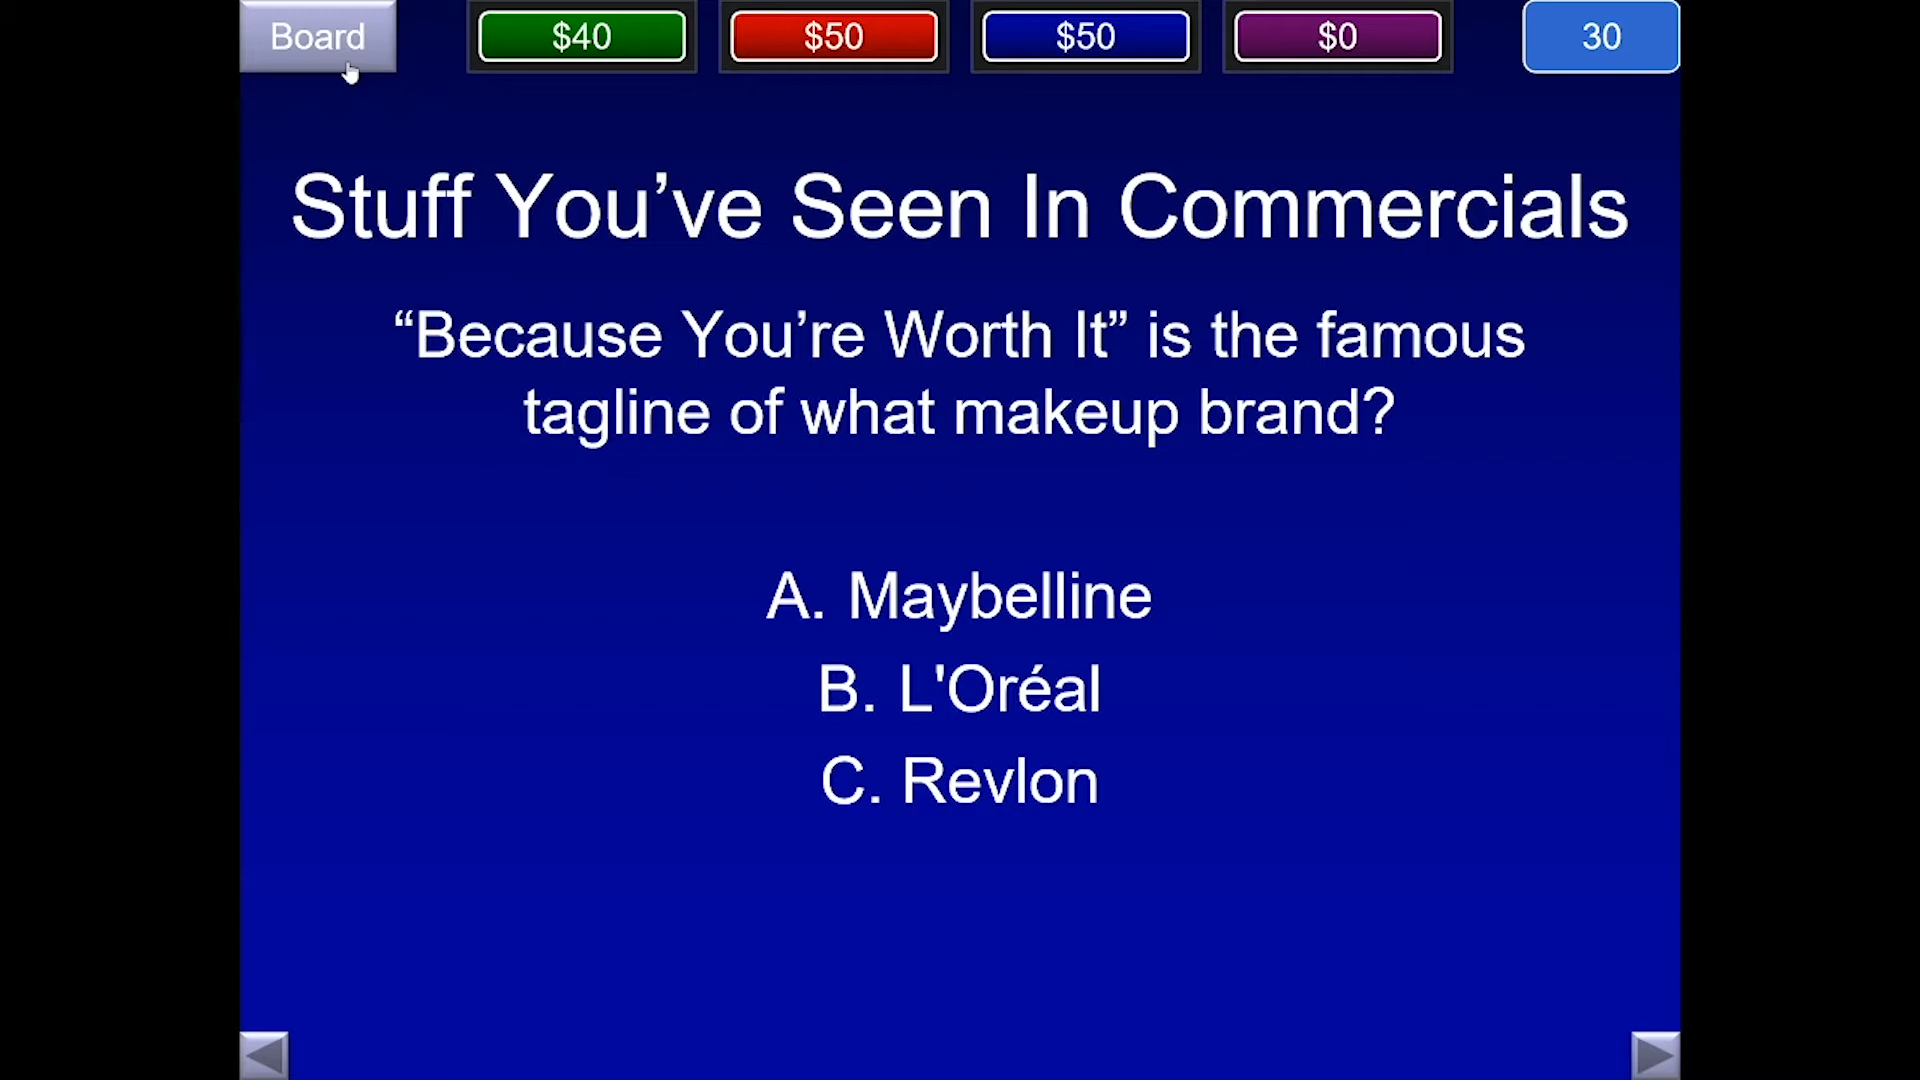 Board $40 $50 $50 $0 30
Stuff You’ve Seen In Commercials
“Because You’re Worth It” is the famous
tagline of what makeup brand?
A. Maybelline
B. L'Oréal
C. Revlon